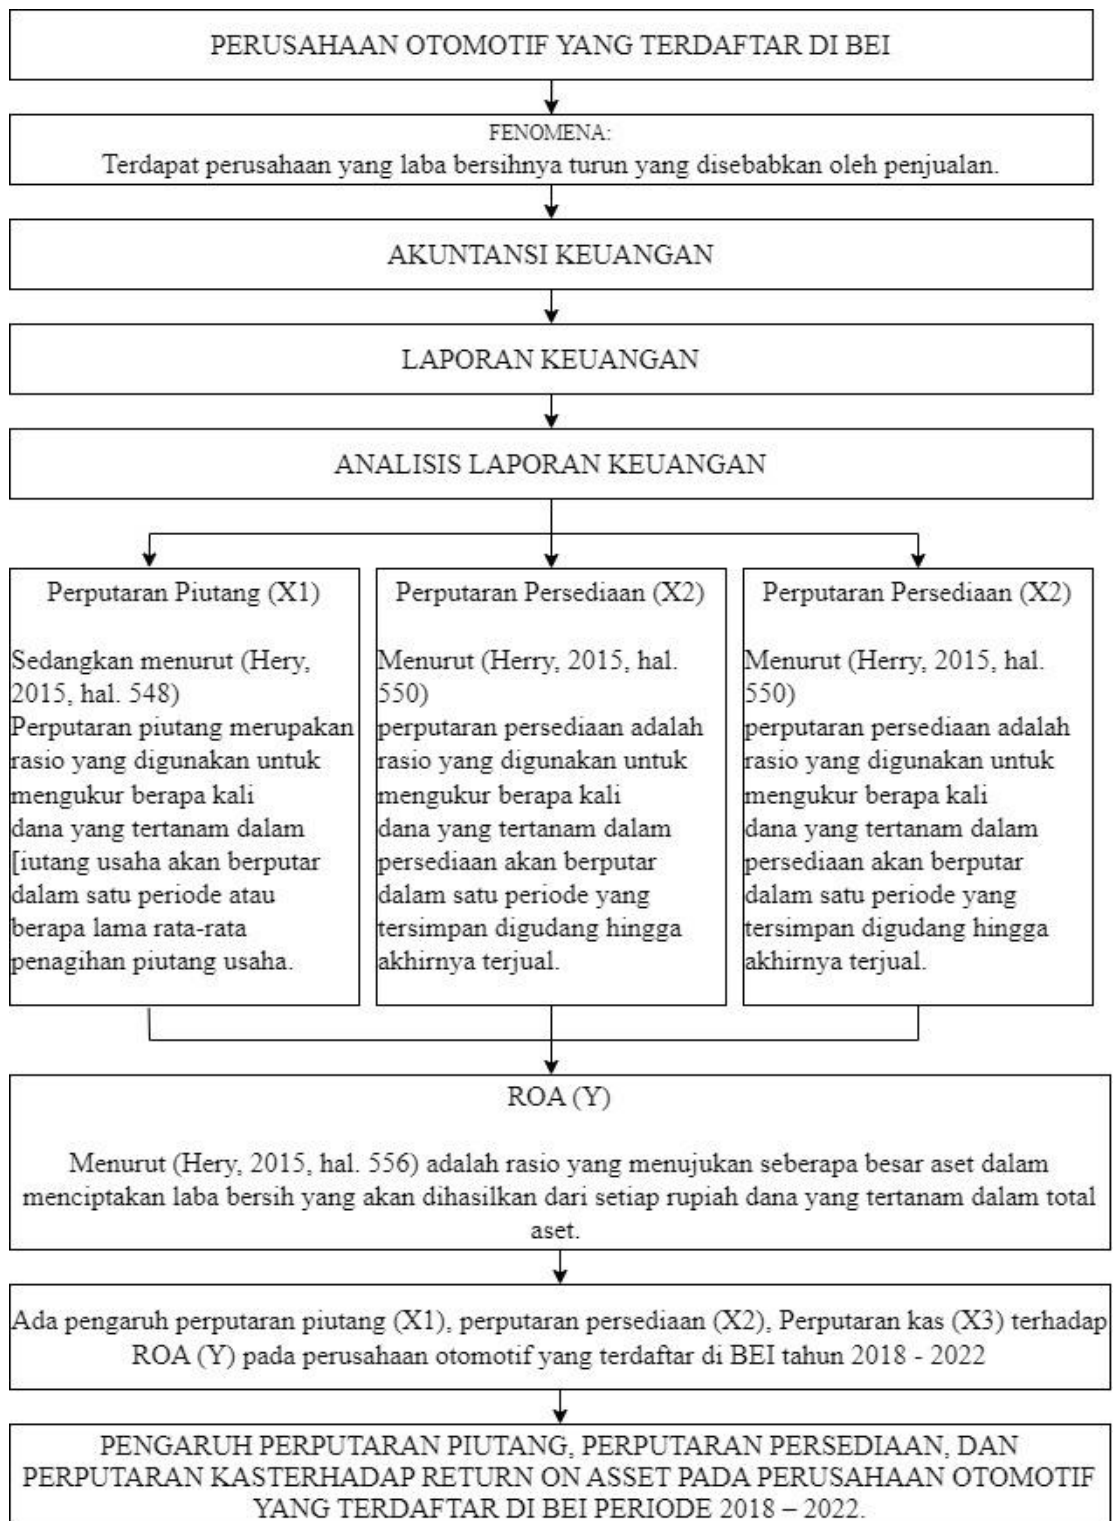 PERUSAHAAN OTOMOTIF YANG TERDAFTAR DI BEI
FENOMENA:
Terdapat perusahaan yang laba bersihnya turun yang disebabkan oleh penjualan.
AKUNTANSI KEUANGAN
LAPORAN KEUANGAN
ANALISIS LAPORAN KEUANGAN
Perputaran Piutang (X1)
Sedangkan menurut (Hery,
2015, hal. 548)
Perputaran piutang merupakan
rasio yang digunakan untuk
mengukur berapa kali
dana yang tertanam dalam
[iutang usaha akan berputar
dalam satu periode atau
berapa lama rata-rata
penagihan piutang usaha.
Perputaran Persediaan (X2)
Menurut (Herry, 2015, hal.
550)
perputaran persediaan adalah
rasio yang digunakan untuk
mengukur berapa kali
dana yang tertanam dalam
persediaan akan berputar
dalam satu periode yang
tersimpan digudang hingga
akhirnya terjual.
Perputaran Persediaan (X2)
Menurut (Herry, 2015, hal.
550)
perputaran persediaan adalah
rasio yang digunakan untuk
mengukur berapa kali
dana yang tertanam dalam
persediaan akan berputar
dalam satu periode yang
tersimpan digudang hingga
akhirnya terjual.
ROA (Y)
Menurut (Hery, 2015, hal. 556) adalah rasio yang menujukan seberapa besar aset dalam
menciptakan laba bersih yang akan dihasilkan dari setiap rupiah dana yang tertanam dalam total
aset.
Ada pengaruh perputaran piutang (X1), perputaran persediaan (X2), Perputaran kas (X3) terhadap
ROA (Y) pada perusahaan otomotif yang terdaftar di BEI tahun 2018 - 2022
PENGARUH PERPUTARAN PIUTANG, PERPUTARAN PERSEDIAAN, DAN
PERPUTARAN KASTERHADAP RETURN ON ASSET PADA PERUSAHAAN OTOMOTIF
YANG TERDAFTAR DI BEI PERIODE 2018 – 2022.